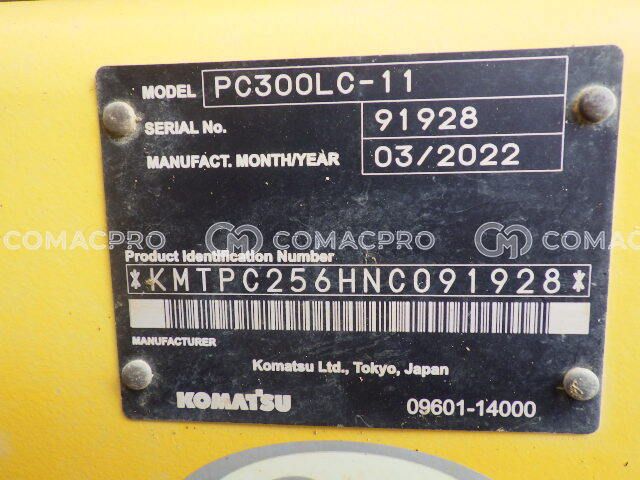 MODEL PC300LC-11
SERIAL No. 91928
MANUFACT. MONTH/YEAR 03/2022
COMACPRO COMACPRO COMACPRO
Product Identification Number
*KMTPC256HNC091928*
MANUFACTURER
Komatsu Ltd., Tokyo, Japan
KOMATSU 09601-14000